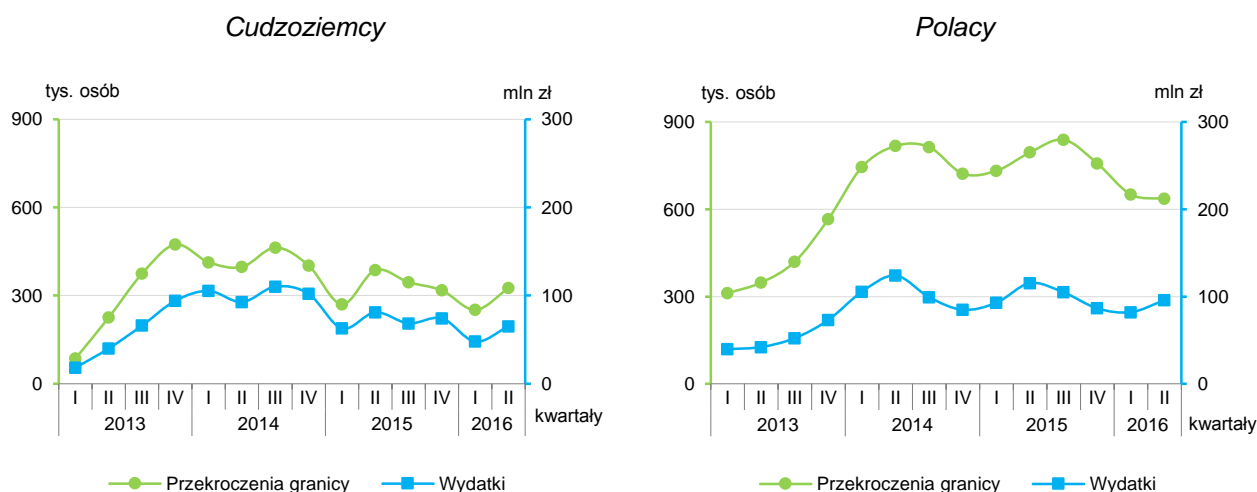 Cudzoziemcy
tys. osób
mln zł
900
300
600
200
300
100
0
0
I II III IV I II III IV I II III IV I II
2013 2014 2015 2016
kwartały
Przekroczenia granicy Wydatki
Polacy
tys. osób
mln zł
900
300
600
200
300
100
0
0
I II III IV I II III IV I II III IV I II
2013 2014 2015 2016
kwartały
Przekroczenia granicy Wydatki